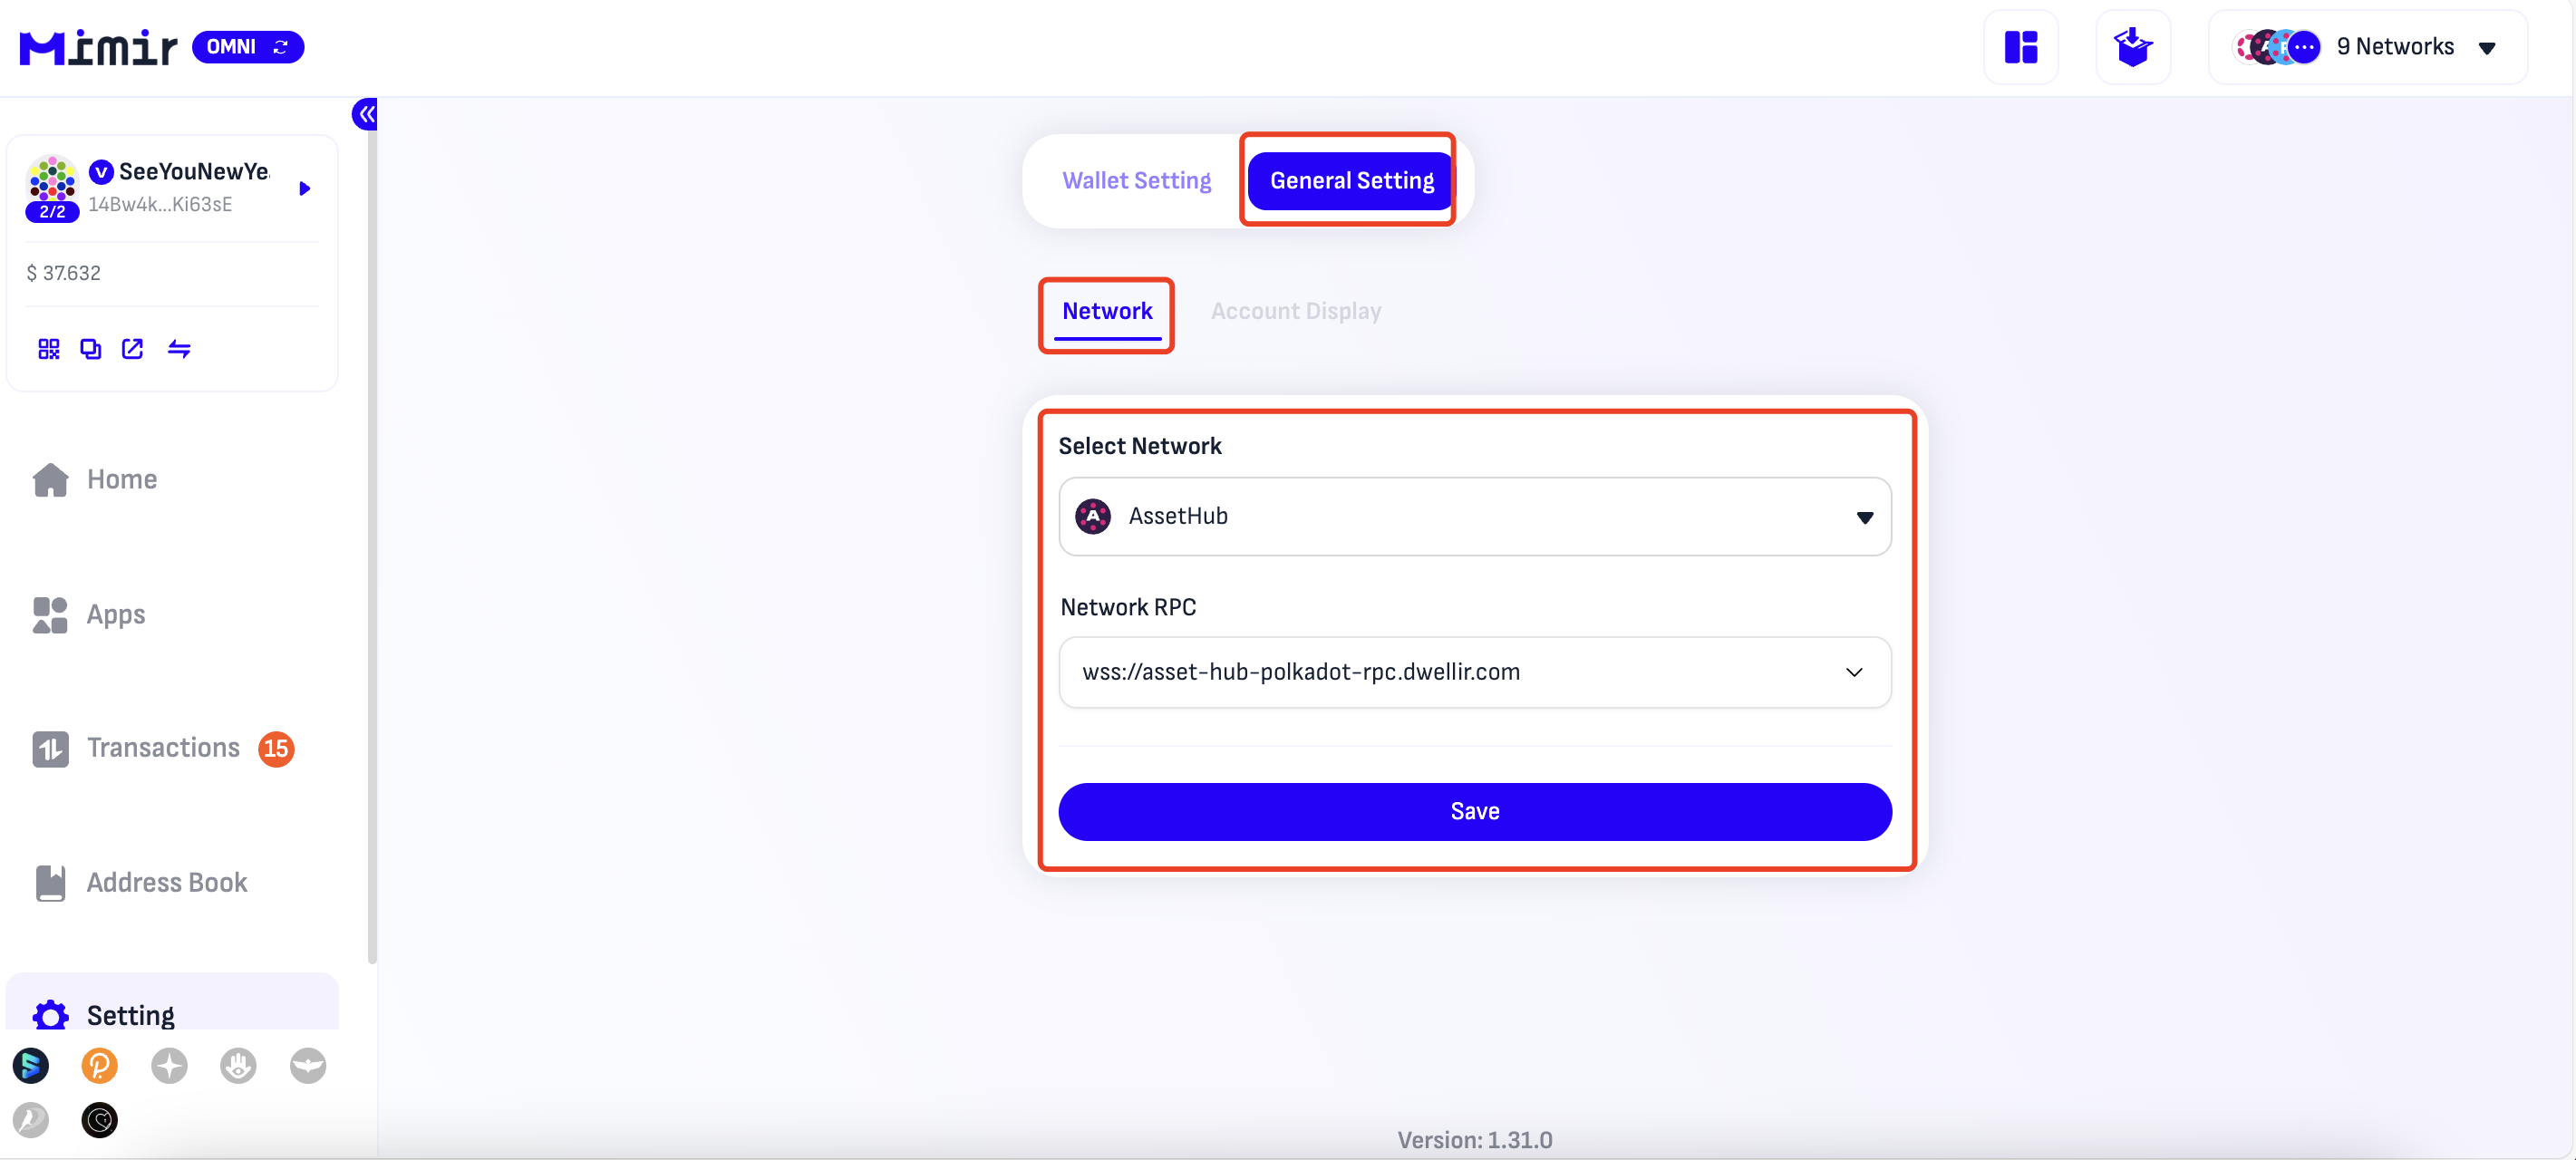 Mimir
OMNI
9 Networks
SeeYouNewYe
14Bw4k...Ki63sE
2/2
$ 37.632
Home
Apps
Transactions 15
Address Book
Setting
Wallet Setting
General Setting
Network
Account Display
Select Network
AssetHub
Network RPC
wss://asset-hub-polkadot-rpc.dwellir.com
Save
Version: 1.31.0